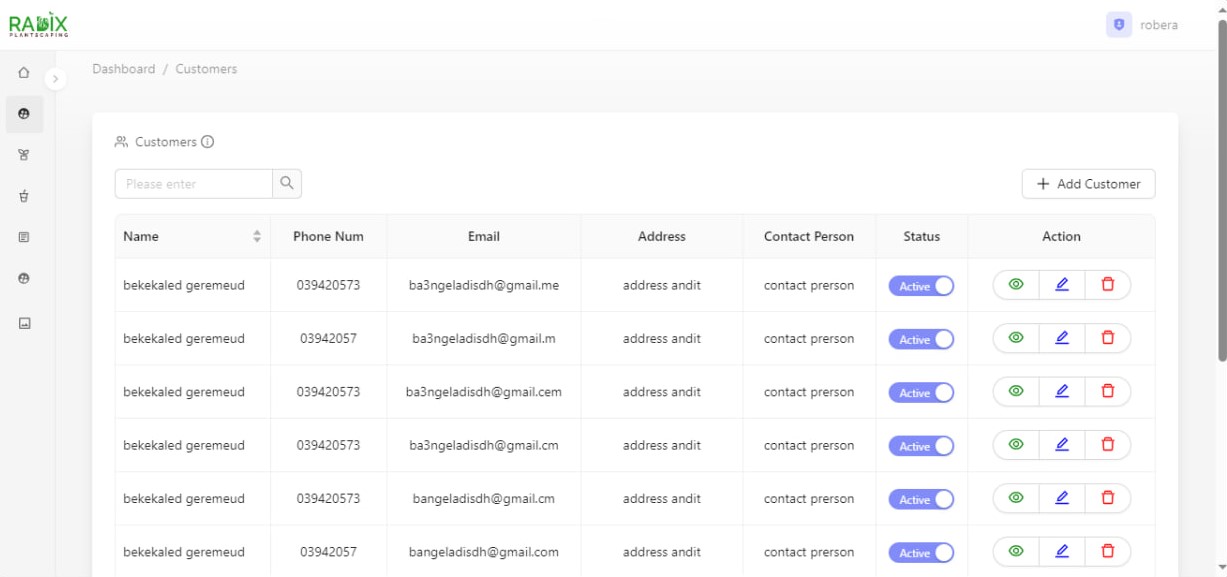 RADIX
PLANTSCAPING
robera
Dashboard / Customers
Customers
Please enter
Add Customer
Name Phone Num Email Address Contact Person Status Action
bekekaled geremeud 039420573 ba3ngeladisdh@gmail.me address andit contact prerson Active
bekekaled geremeud 03942057 ba3ngeladisdh@gmail.m address andit contact prerson Active
bekekaled geremeud 039420573 ba3ngeladisdh@gmail.cem address andit contact prerson Active
bekekaled geremeud 039420573 ba3ngeladisdh@gmail.cm address andit contact prerson Active
bekekaled geremeud 039420573 bangeladisdh@gmail.cm address andit contact prerson Active
bekekaled geremeud 03942057 bangeladisdh@gmail.com address andit contact prerson Active